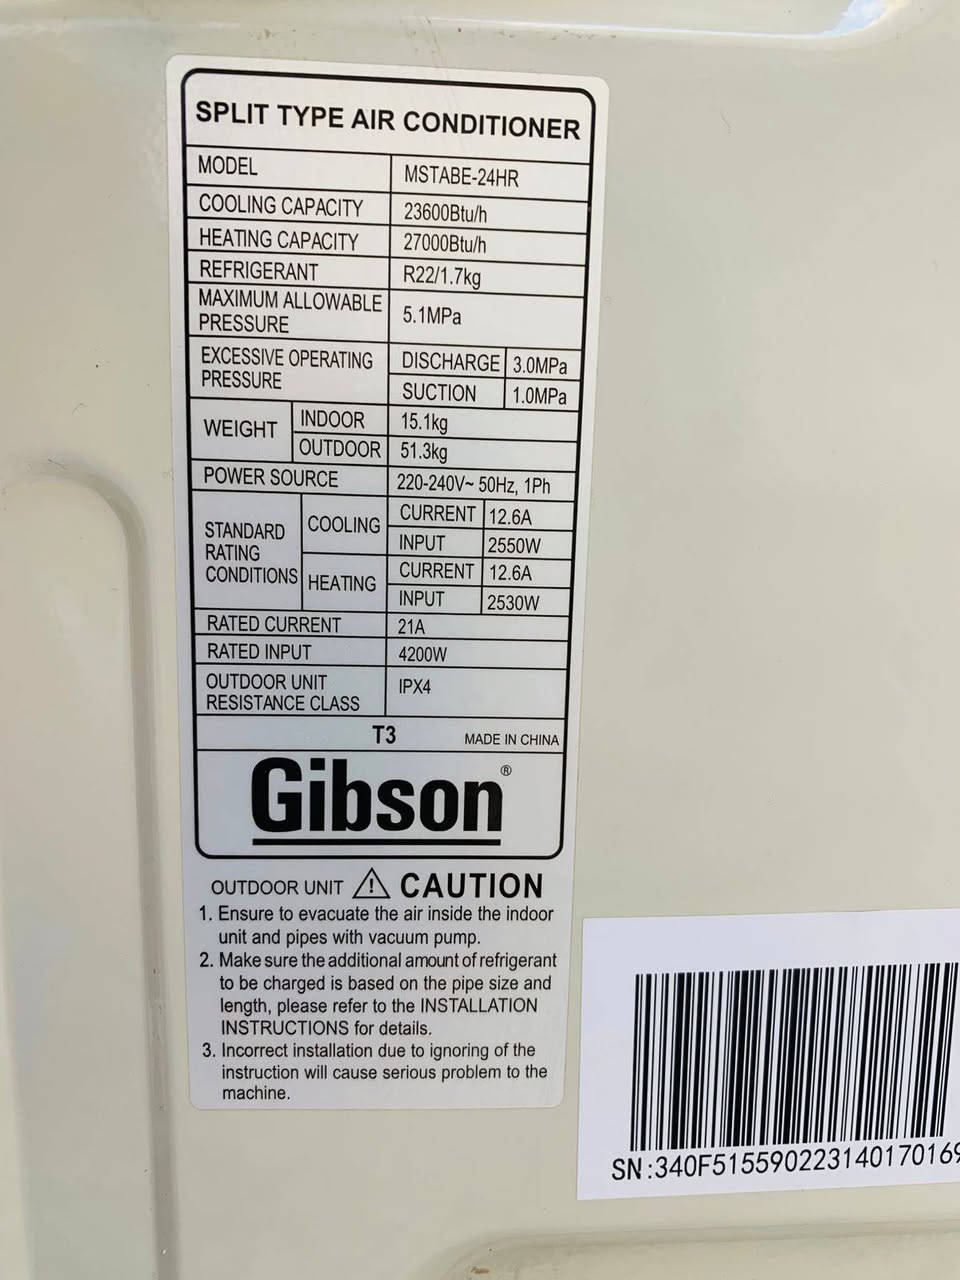 SPLIT TYPE AIR CONDITIONER
MODEL MSTABE-24HR
COOLING CAPACITY 23600Btu/h
HEATING CAPACITY 27000Btu/h
REFRIGERANT R22/1.7kg
MAXIMUM ALLOWABLE
PRESSURE 5.1MPa
EXCESSIVE OPERATING
PRESSURE
DISCHARGE 3.0MPa
SUCTION 1.0MPa
WEIGHT
INDOOR 15.1kg
OUTDOOR 51.3kg
POWER SOURCE 220-240V~ 50Hz, 1Ph
STANDARD
RATING
CONDITIONS
COOLING
CURRENT 12.6A
INPUT 2550W
HEATING
CURRENT 12.6A
INPUT 2530W
RATED CURRENT 21A
RATED INPUT 4200W
OUTDOOR UNIT
RESISTANCE CLASS IPX4
T3 MADE IN CHINA
Gibson®
OUTDOOR UNIT ⚠ CAUTION
1. Ensure to evacuate the air inside the indoor
unit and pipes with vacuum pump.
2. Make sure the additional amount of refrigerant
to be charged is based on the pipe size and
length, please refer to the INSTALLATION
INSTRUCTIONS for details.
3. Incorrect installation due to ignoring of the
instruction will cause serious problem to the
machine.
SN:340F515590223140170169